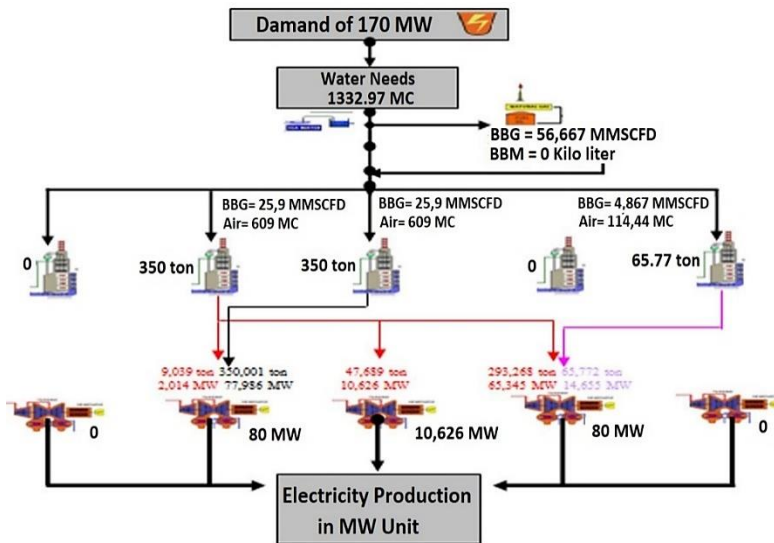 Damand of 170 MW
Water Needs
1332.97 MC
BBG = 56,667 MMSCFD
BBM = 0 Kilo liter
BBG= 25,9 MMSCFD
Air= 609 MC
BBG= 25,9 MMSCFD
Air= 609 MC
BBG= 4,867 MMSCFD
Air= 114,44 MC
0
350 ton
350 ton
0
65.77 ton
9,039 ton 350,001 ton
2,014 MW 77,986 MW
47,689 ton
10,626 MW
293,268 ton 65,772 ton
65,345 MW 14,655 MW
0
80 MW
10,626 MW
80 MW
0
Electricity Production
in MW Unit